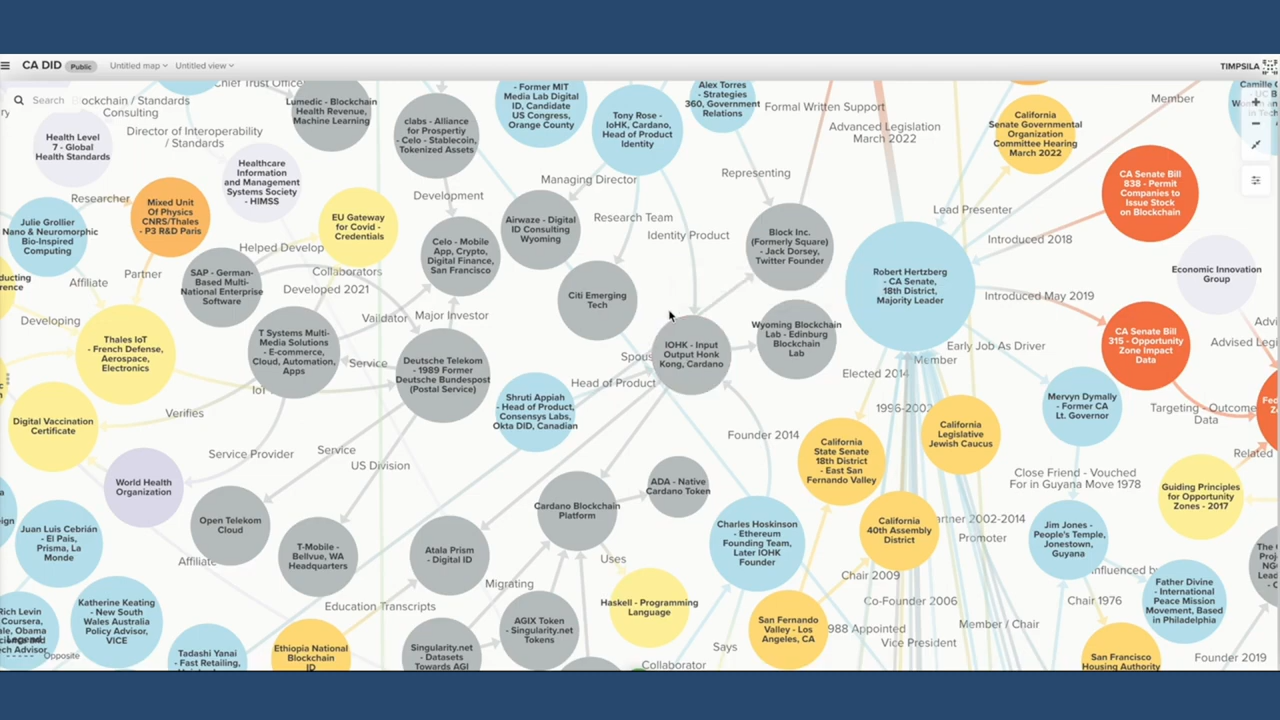 CA DID
Public
Untitled map
Untitled view
TIMPSILA
Search
Blockchain / Standards
Consulting
Chief Trust Officer
Director of Interoperability
/ Standards
Health Level
7 - Global
Health Standards
Healthcare
Information
and Management
Systems Society
- HIMSS
Lumedic - Blockchain
Health Revenue,
Machine Learning
clabs - Alliance
for Prospertiy
- Celo - Stablecoin,
Tokenized Assets
- Former MIT
Media Lab Digital
ID, Candidate
US Congress,
Orange County
Tony Rose -
IoHK, Cardano,
Head of Product
Identity
Alex Torres
- Strategies
360, Government
Relations
Formal Written Support
Advanced Legislation
March 2022
California
Senate Governmental
Organization
Committee Hearing
March 2022
Member
CA Senate Bill
838 - Permit
Companies to
Issue Stock
on Blockchain
Managing Director
Representing
Development
Researcher
Mixed Unit
Of Physics
CNRS/Thales
- P3 R&D Paris
Julie Grollier
- Nano & Neuromorphic
Bio-Inspired
Computing
EU Gateway
for Covid -
Credentials
Helped Develop
Collaborators
Developed 2021
Research Team
Identity Product
Airwaze - Digital
ID Consulting
Wyoming
Celo - Mobile
App, Crypto,
Digital Finance,
San Francisco
Block Inc.
(Formerly Square)
- Jack Dorsey,
Twitter Founder
Lead Presenter
Introduced 2018
Robert Hertzberg
- CA Senate,
18th District,
Majority Leader
Economic Innovation
Group
Partner
Affiliate
SAP - German-
Based Multi-
National Enterprise
Software
Citi Emerging
Tech
Introduced May 2019
Developing
Vaildator
Major Investor
Thales IoT
- French Defense,
Aerospace,
Electronics
T Systems Multi-
Media Solutions
- E-commerce,
Cloud, Automation,
Apps
Service
Deutsche Telekom
- 1989 Former
Deutsche Bundespost
(Postal Service)
IOHK - Input
Output Honk
Kong, Cardano
Wyoming Blockchain
Lab - Edinburg
Blockchain
Lab
CA Senate Bill
315 - Opportunity
Zone Impact
Data
Early Job As Driver
Member
Elected 2014
Head of Product
Shruti Appiah
- Head of Product,
Consensys Labs,
Okta DID, Canadian
Mervyn Dymally
- Former CA
Lt. Governor
Targeting - Outcome
Data
Related
Digital Vaccination
Certificate
Verifies
1996-2002
California
Legislative
Jewish Caucus
Founder 2014
California
State Senate
18th District
- East San
Fernando Valley
Service Provider
Service
US Division
Close Friend - Vouched
For in Guyana Move 1978
World Health
Organization
ADA - Native
Cardano Token
Cardano Blockchain
Platform
Guiding Principles
for Opportunity
Zones - 2017
Open Telekom
Cloud
Charles Hoskinson
- Ethereum
Founding Team,
Later IOHK
Founder
California
40th Assembly
District
2002-2014
Promoter
Jim Jones -
People's Temple,
Jonestown,
Guyana
Juan Luis Cebrián
- El Pais,
Prisma, La
Monde
T-Mobile -
Bellvue, WA
Headquarters
Atala Prism
- Digital ID
Affiliate
Uses
Migrating
Influenced by
Chair 2009
Father Divine
- International
Peace Mission
Movement, Based
in Philadelphia
Education Transcripts
Haskell - Programming
Language
Co-Founder 2006
Chair 1976
Katherine Keating
- New South
Wales Australia
Policy Advisor,
VICE
AGIX Token
- Singularity.net
Tokens
San Fernando
Valley - Los
Angeles, CA
1988 Appointed
Member / Chair
Vice President
Says
Opposite
Tadashi Yanai
- Fast Retailing,
Ethiopia National
Blockchain
ID
Singularity.net
- Datasets
Towards AGI
Collaborator
San Francisco
Housing Authority
Founder 2019